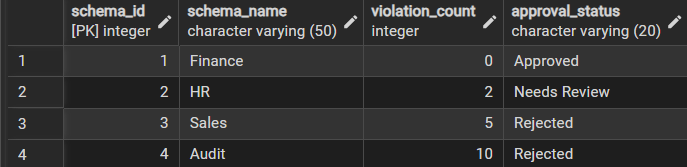 schema_id schema_name violation_count approval_status
[PK] integer character varying (50) integer character varying (20)
1 1 Finance 0 Approved
2 2 HR 2 Needs Review
3 3 Sales 5 Rejected
4 4 Audit 10 Rejected